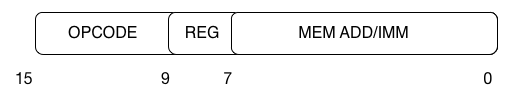 OPCODE REG MEM ADD/IMM
15 9 7 0